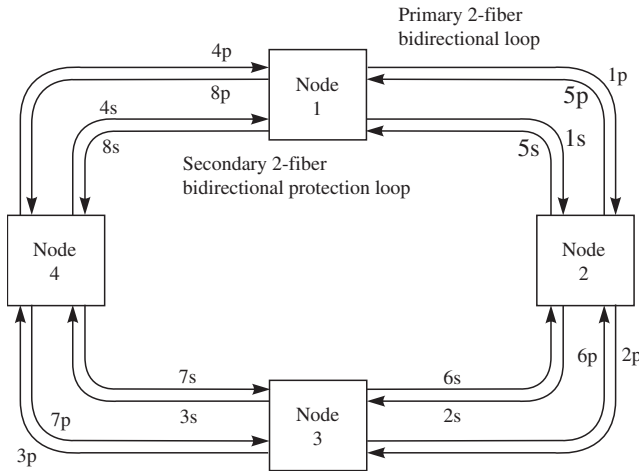 Primary 2-fiber
bidirectional loop
4p
1p
8p
Node
1
5p
4s
1s
8s
5s
Secondary 2-fiber
bidirectional protection loop
Node
4
Node
2
6p
2p
7s
6s
3s
Node
3
2s
7p
3p